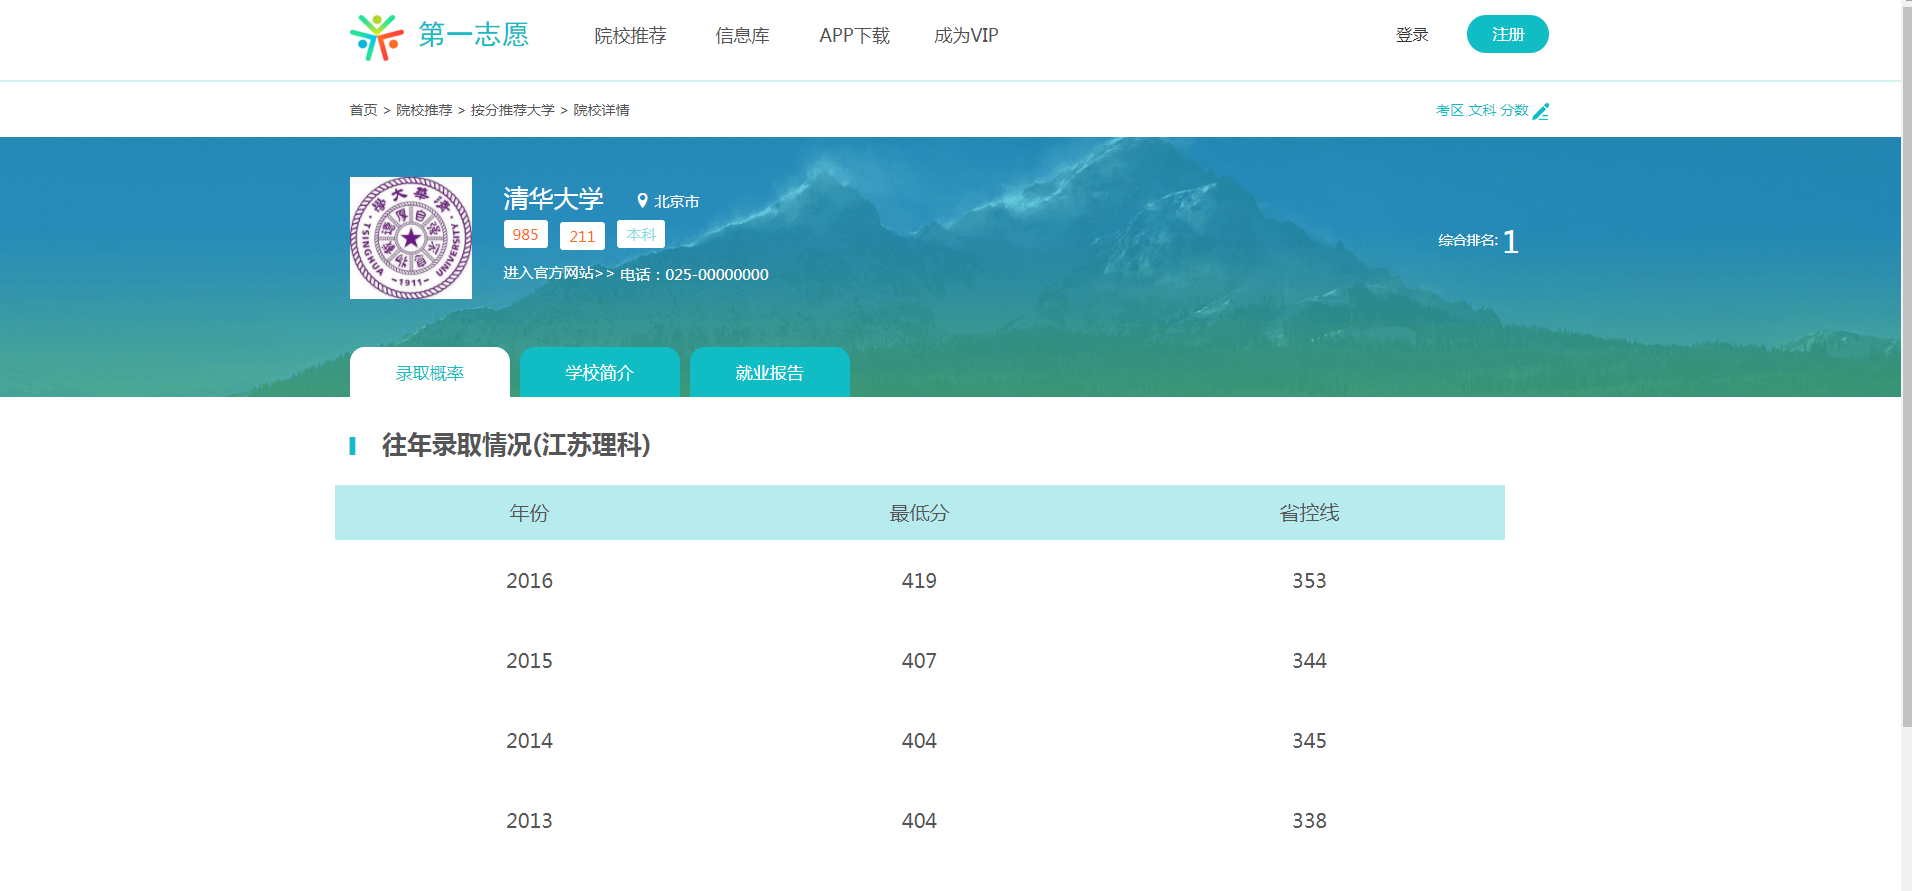 第一志愿 院校推荐 信息库 APP下载 成为VIP 登录 注册
首页 > 院校推荐 > 按分推荐大学 > 院校详情 考区 文科 分数
清华大学 北京市
985 211 本科
综合排名: 1
进入官方网站>> 电话：025-00000000
TSINGHUA UNIVERSITY
-1911-
录取概率 学校简介 就业报告
往年录取情况(江苏理科)
年份 最低分 省控线
2016 419 353
2015 407 344
2014 404 345
2013 404 338